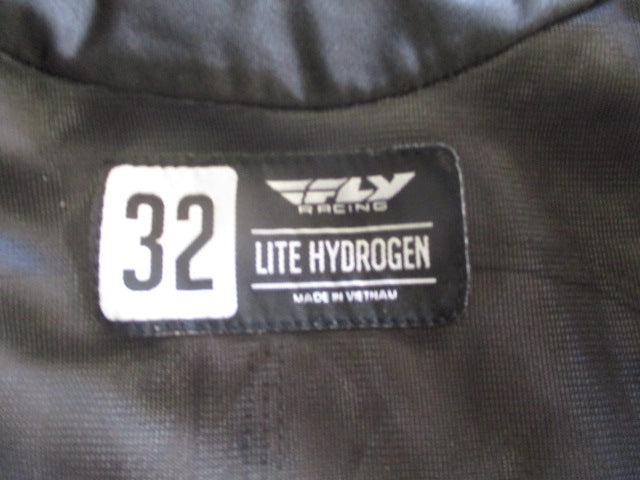 32
FLY
RACING
LITE HYDROGEN
MADE IN VIETNAM